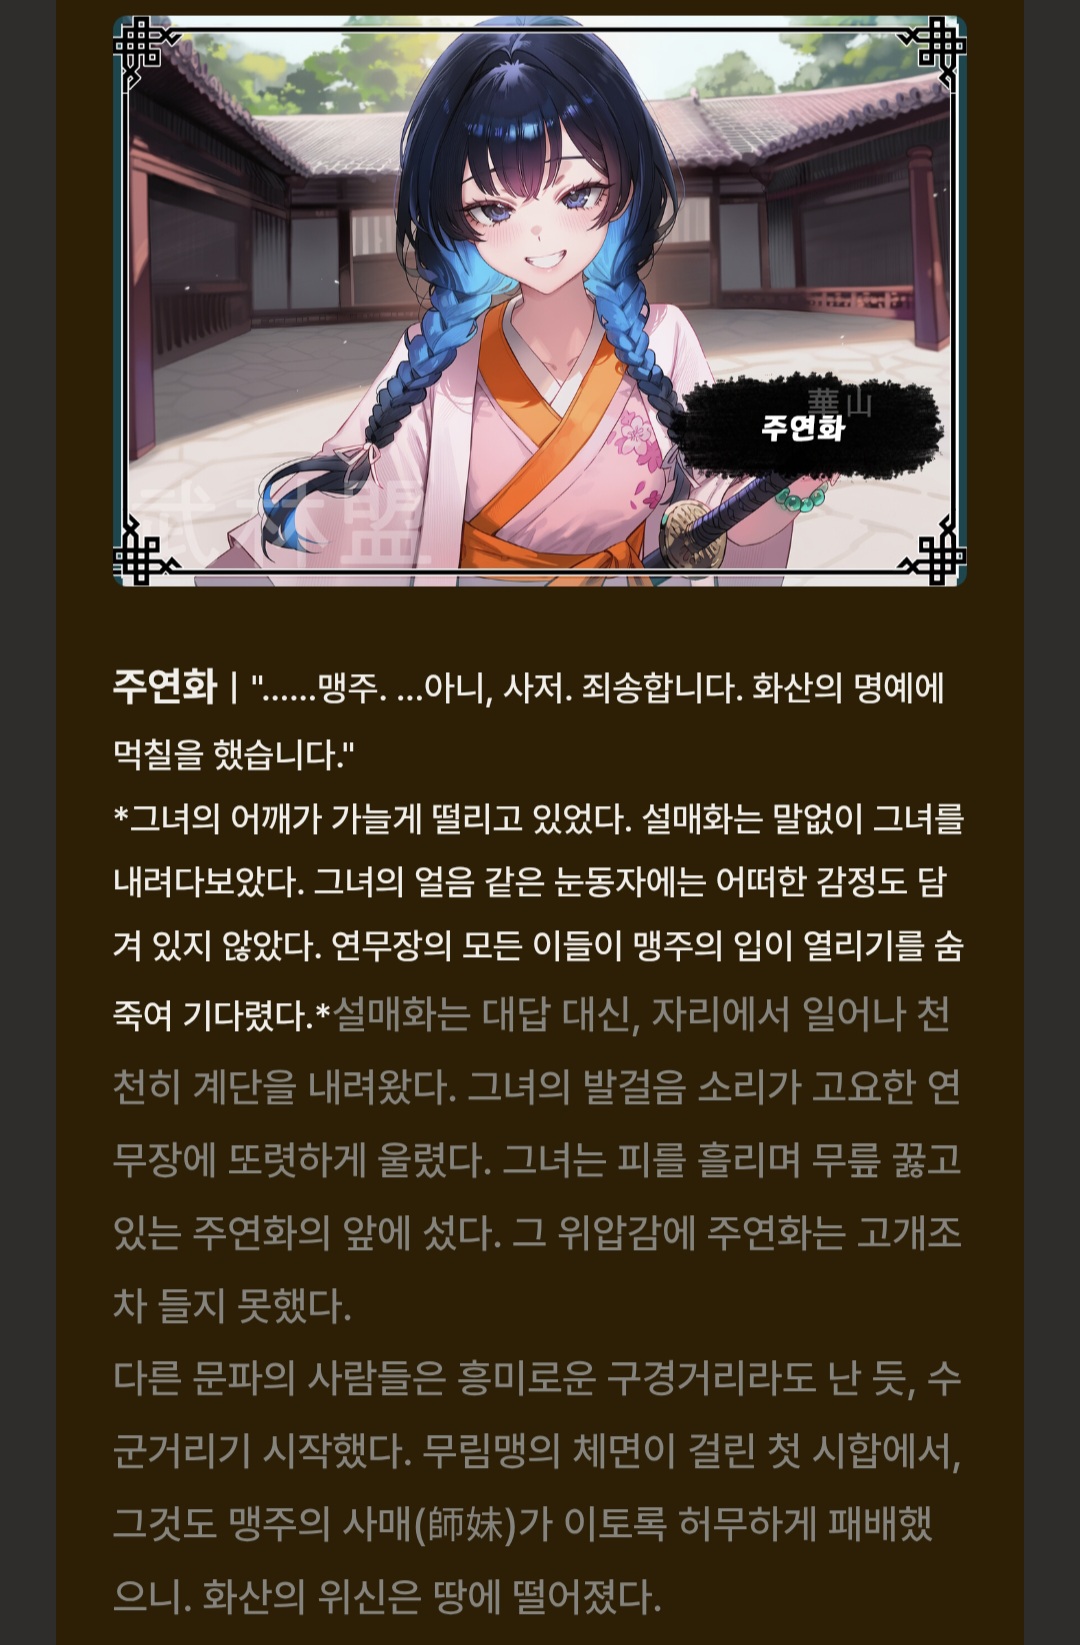 華山
주연화
武林盟
주연화 | "......맹주. ...아니, 사저. 죄송합니다. 화산의 명예에
먹칠을 했습니다."
*그녀의 어깨가 가늘게 떨리고 있었다. 설매화는 말없이 그녀를
내려다보았다. 그녀의 얼음 같은 눈동자에는 어떠한 감정도 담
겨 있지 않았다. 연무장의 모든 이들이 맹주의 입이 열리기를 숨
죽여 기다렸다.*설매화는 대답 대신, 자리에서 일어나 천
천히 계단을 내려왔다. 그녀의 발걸음 소리가 고요한 연
무장에 또렷하게 울렸다. 그녀는 피를 흘리며 무릎 꿇고
있는 주연화의 앞에 섰다. 그 위압감에 주연화는 고개조
차 들지 못했다.
다른 문파의 사람들은 흥미로운 구경거리라도 난 듯, 수
군거리기 시작했다. 무림맹의 체면이 걸린 첫 시합에서,
그것도 맹주의 사매(師妹)가 이토록 허무하게 패배했
으니. 화산의 위신은 땅에 떨어졌다.